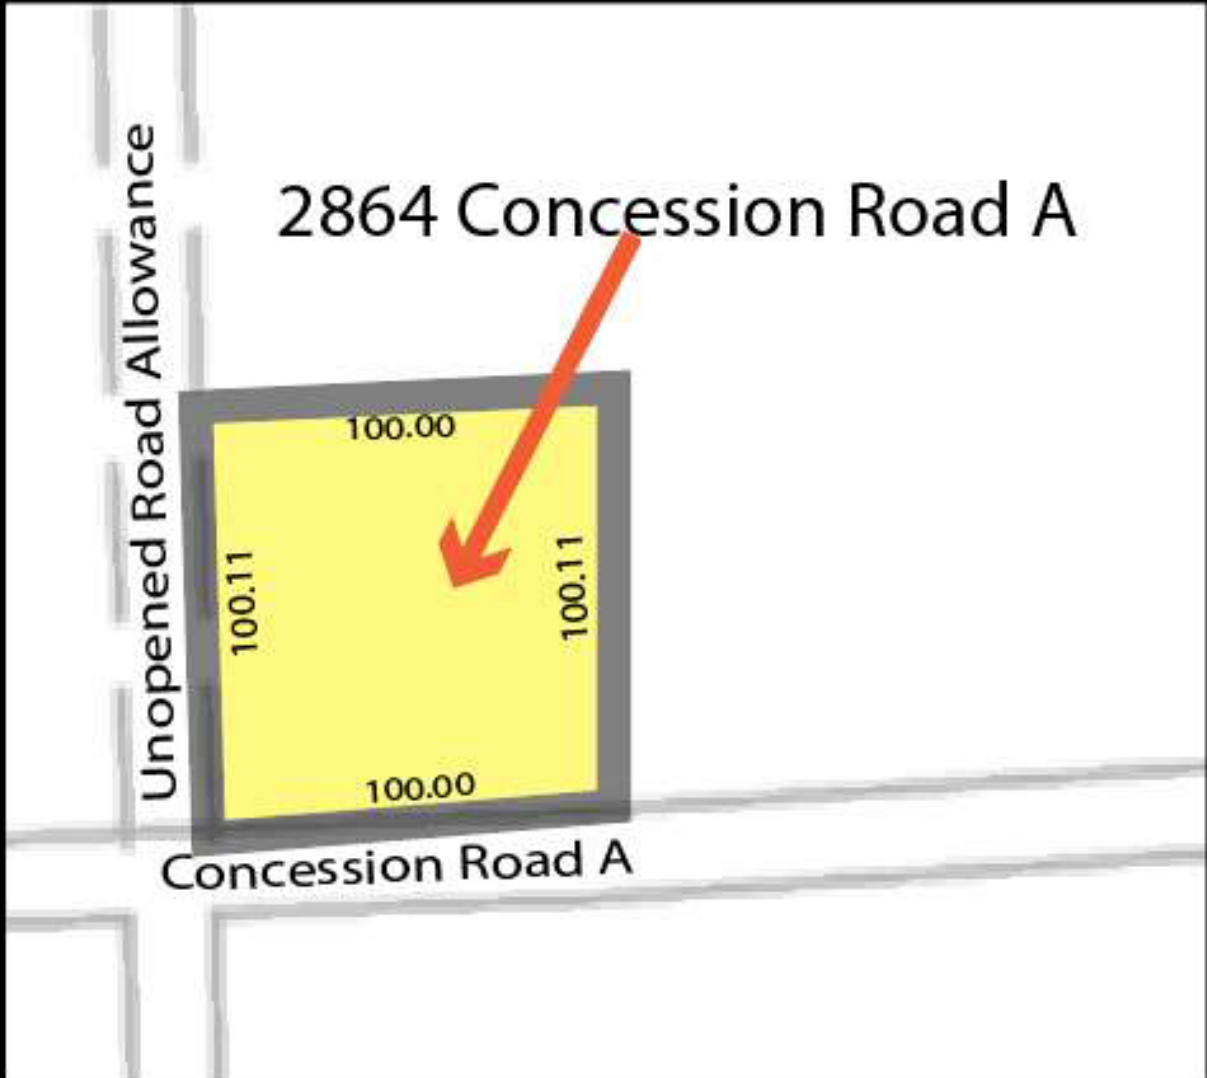 2864 Concession Road A
Unopened Road Allowance
100.00
100.11
100.11
100.00
Concession Road A